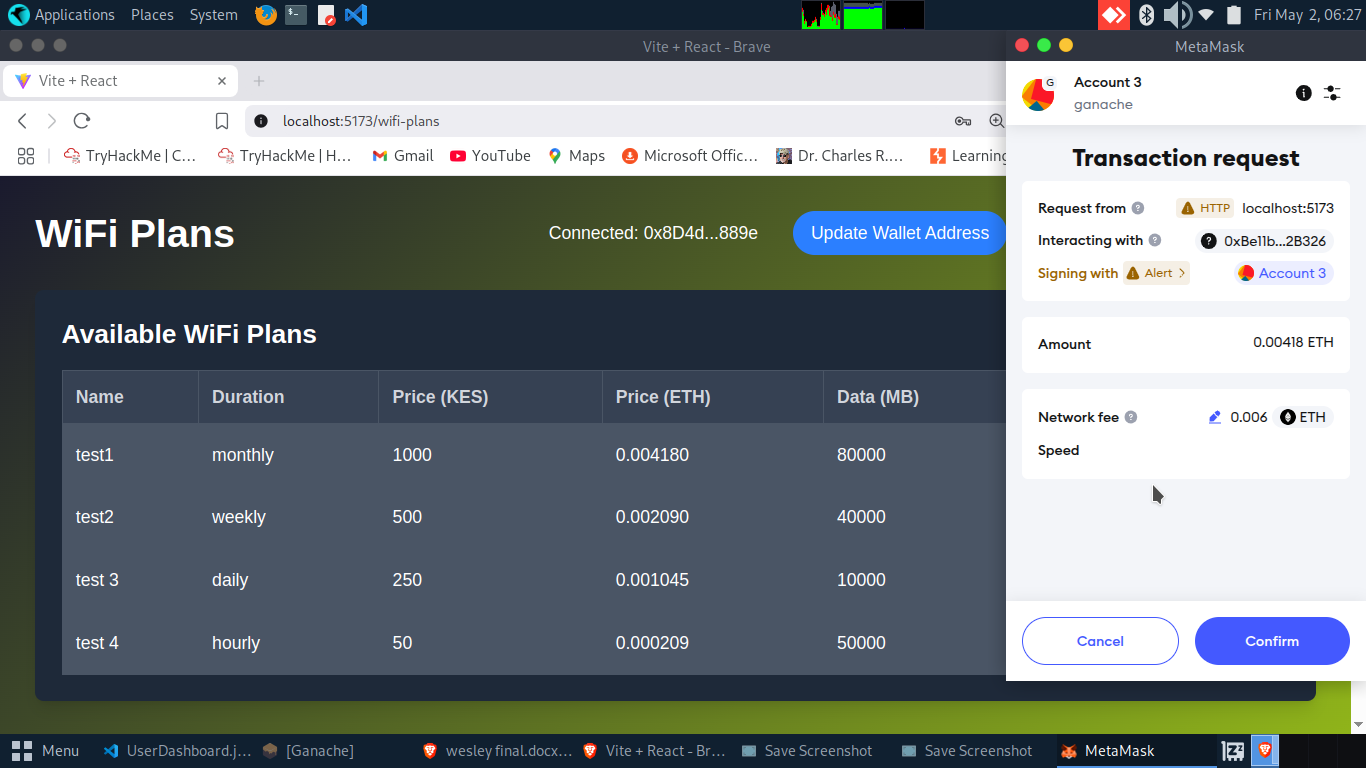 Applications Places System Fri May 2, 06:27
Vite + React - Brave
Vite + React
localhost:5173/wifi-plans
TryHackMe | C... TryHackMe | H... Gmail YouTube Maps Microsoft Offic... Dr. Charles R.... Learning
WiFi Plans
Connected: 0x8D4d...889e
Update Wallet Address
Available WiFi Plans
Name Duration Price (KES) Price (ETH) Data (MB)
test1 monthly 1000 0.004180 80000
test2 weekly 500 0.002090 40000
test 3 daily 250 0.001045 10000
test 4 hourly 50 0.000209 50000
MetaMask
G
Account 3
ganache
Transaction request
Request from HTTP localhost:5173
Interacting with 0xBe11b...2B326
Signing with Alert Account 3
Amount 0.00418 ETH
Network fee 0.006 ETH
Speed
Cancel Confirm
Menu UserDashboard.j... [Ganache] wesley final.docx... Vite + React - Br... Save Screenshot Save Screenshot MetaMask